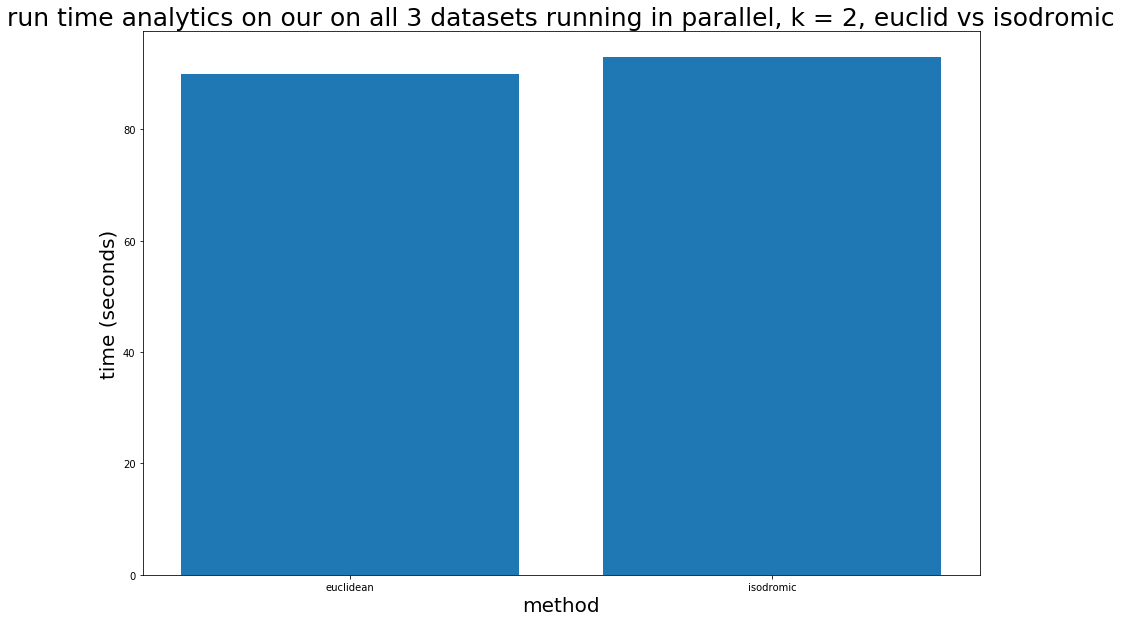 run time analytics on our on all 3 datasets running in parallel, k = 2, euclid vs isodromic
80
60
40
20
0
time (seconds)
euclidean
isodromic
method